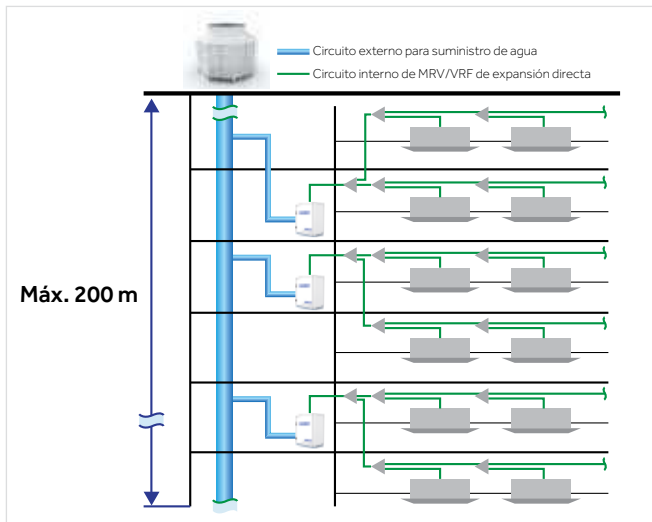 Circuito externo para suministro de agua
Circuito interno de MRV/VRF de expansión directa
Máx. 200 m